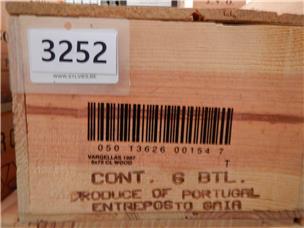 3252
WWW.SYLVIES.BE
050 13626 00154 7
VARGELLAS 1987
6x75 CL WOOD
T
CONT. 6 BTL.
PRODUCE OF PORTUGAL
ENTREPOSTO GAIA